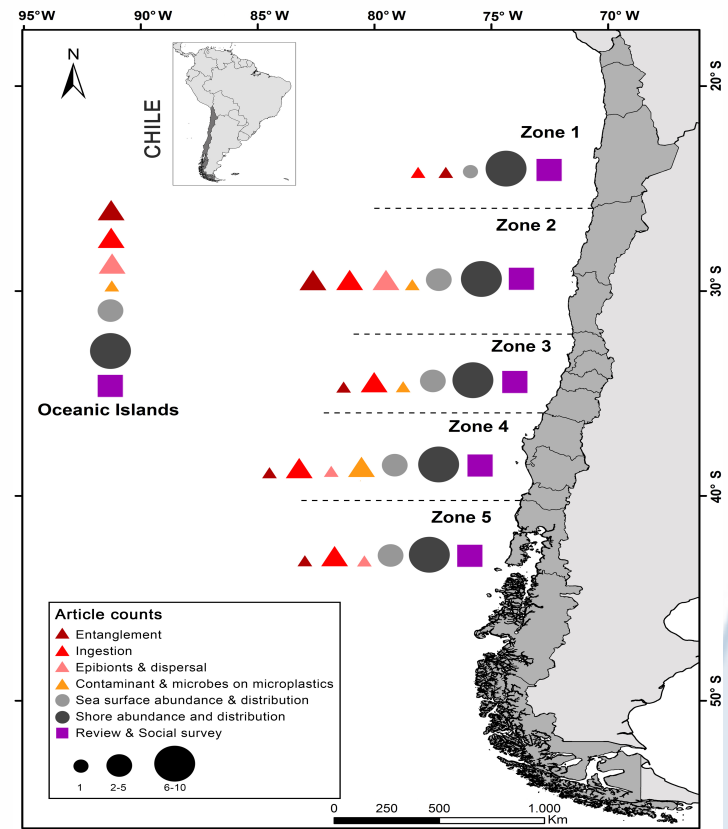 95°W 90°W 85°W 80°W 75°W 70°W
N
CHILE
20°S
Zone 1
Zone 2
30°S
Zone 3
Oceanic Islands
Zone 4
40°S
Zone 5
Article counts
Entanglement
Ingestion
Epibionts & dispersal
Contaminant & microbes on microplastics
Sea surface abundance & distribution
Shore abundance and distribution
Review & Social survey
50°S
1 2-5 6-10
0 250 500 1.000
Km